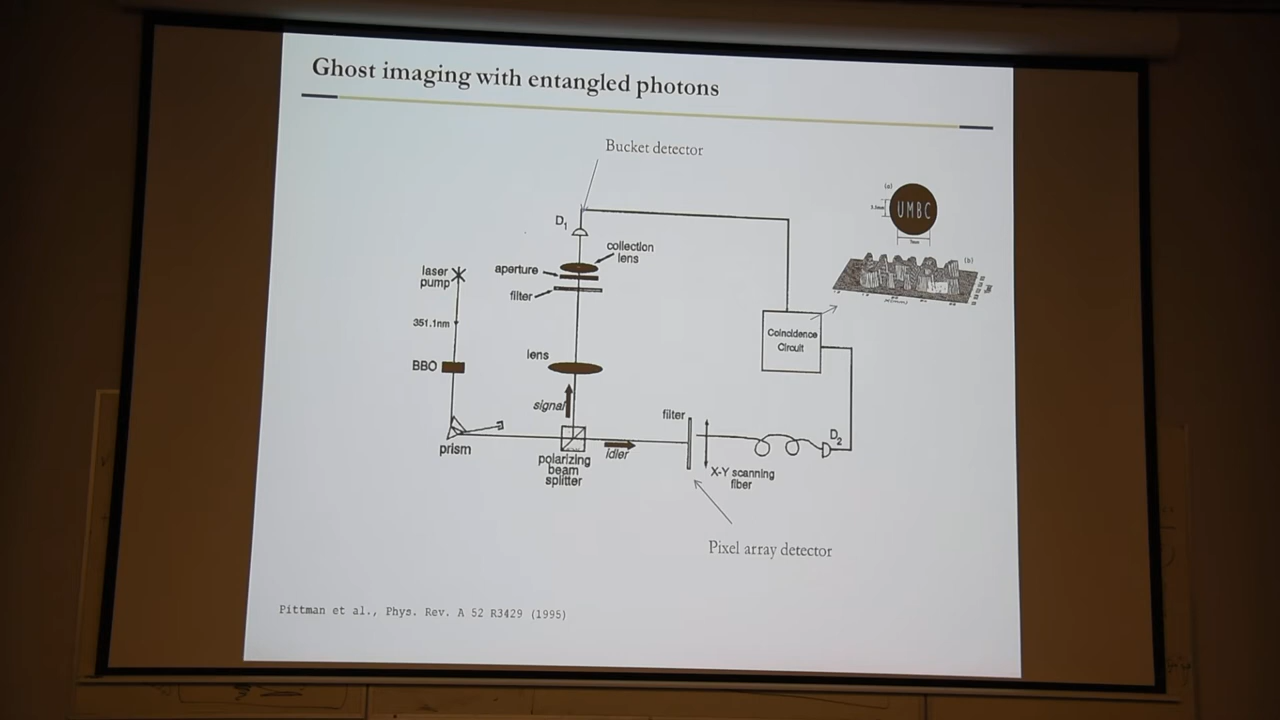 Ghost imaging with entangled photons
Bucket detector
D1
collection
lens
aperture
filter
laser
pump
351.1nm
BBO
lens
signal
prism
polarizing
beam
splitter
idler
filter
X-Y scanning
fiber
D2
Coincidence
Circuit
(a)
UMBC
(b)
Pixel array detector
Pittman et al., Phys. Rev. A 52 R3429 (1995)